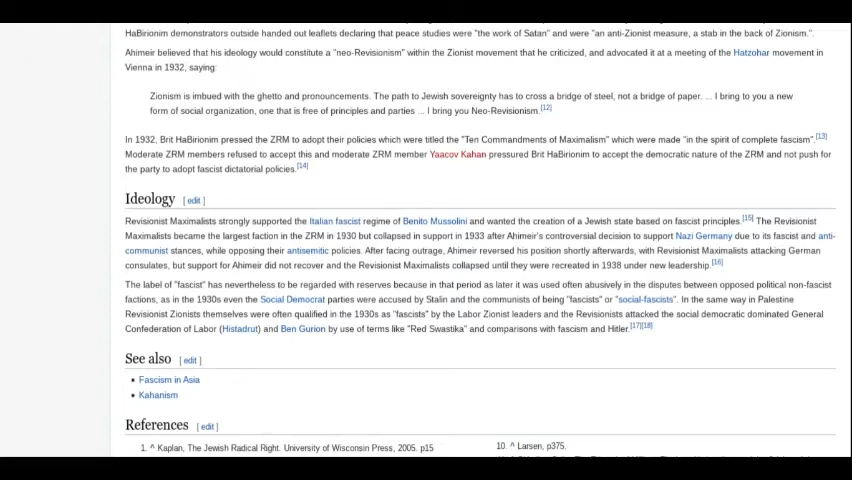 HaBirionim demonstrators outside handed out leaflets declaring that peace studies were "the work of Satan" and were "an anti-Zionist measure, a stab in the back of Zionism.".
Ahimeir believed that his ideology would constitute a "neo-Revisionism" within the Zionist movement that he criticized, and advocated it at a meeting of the Hatzohar movement in
Vienna in 1932, saying:
Zionism is imbued with the ghetto and pronouncements. The path to Jewish sovereignty has to cross a bridge of steel, not a bridge of paper. ... I bring to you a new
form of social organization, one that is free of principles and parties ... I bring you Neo-Revisionism.[12]
In 1932, Brit HaBirionim pressed the ZRM to adopt their policies which were titled the "Ten Commandments of Maximalism" which were made "in the spirit of complete fascism".[13]
Moderate ZRM members refused to accept this and moderate ZRM member Yaacov Kahan pressured Brit HaBirionim to accept the democratic nature of the ZRM and not push for
the party to adopt fascist dictatorial policies.[14]
Ideology [ edit ]
Revisionist Maximalists strongly supported the Italian fascist regime of Benito Mussolini and wanted the creation of a Jewish state based on fascist principles.[15] The Revisionist
Maximalists became the largest faction in the ZRM in 1930 but collapsed in support in 1933 after Ahimeir's controversial decision to support Nazi Germany due to its fascist and anti-
communist stances, while opposing their antisemitic policies. After facing outrage, Ahimeir reversed his position shortly afterwards, with Revisionist Maximalists attacking German
consulates, but support for Ahimeir did not recover and the Revisionist Maximalists collapsed until they were recreated in 1938 under new leadership.[16]
The label of "fascist" has nevertheless to be regarded with reserves because in that period as later it was used often abusively in the disputes between opposed political non-fascist
factions, as in the 1930s even the Social Democrat parties were accused by Stalin and the communists of being "fascists" or "social-fascists". In the same way in Palestine
Revisionist Zionists themselves were often qualified in the 1930s as "fascists" by the Labor Zionist leaders and the Revisionists attacked the social democratic dominated General
Confederation of Labor (Histadrut) and Ben Gurion by use of terms like "Red Swastika" and comparisons with fascism and Hitler.[17][18]
See also [ edit ]
• Fascism in Asia
• Kahanism
References [ edit ]
1. ^ Kaplan, The Jewish Radical Right. University of Wisconsin Press, 2005. p15
10. ^ Larsen, p375.